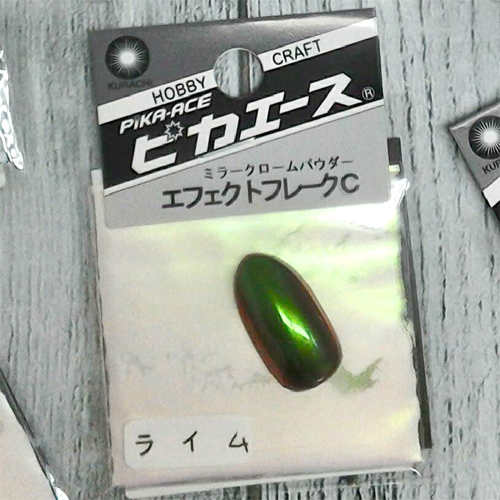 KURACHI
HOBBY CRAFT
PiKA-ACE
ピカエース®
ミラークロームパウダー
エフェクトフレークC
ライム
KUR